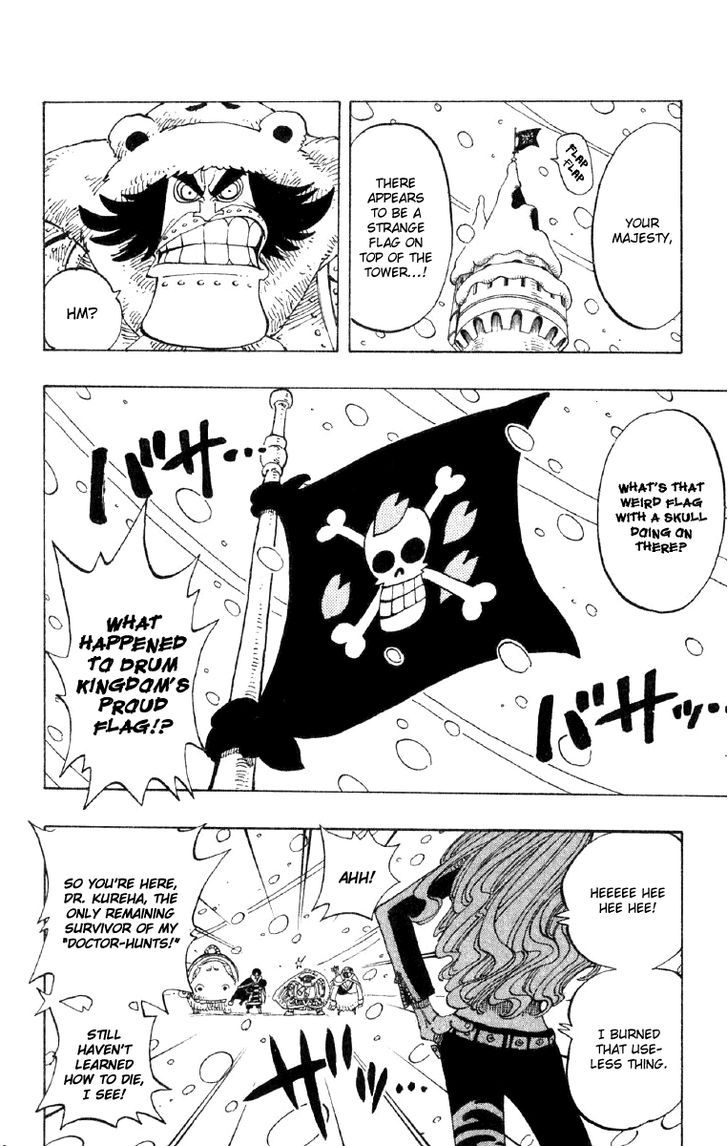 YOUR
MAJESTY,
FLAP
FLAP
THERE
APPEARS
TO BE A
STRANGE
FLAG ON
TOP OF THE
TOWER...!
HM?
WHAT'S THAT
WEIRD FLAG
WITH A SKULL
DOING ON
THERE?
バサ...
WHAT
HAPPENED
TO DRUM
KINGDOM'S
PROUD
FLAG!?
バサッ...
HEEEEE HEE
HEE HEE!
I BURNED
THAT USE-
LESS THING.
AHH!
SO YOU'RE HERE,
DR. KUREHA, THE
ONLY REMAINING
SURVIVOR OF MY
"DOCTOR-HUNTS!"
STILL
HAVEN'T
LEARNED
HOW TO DIE,
I SEE!